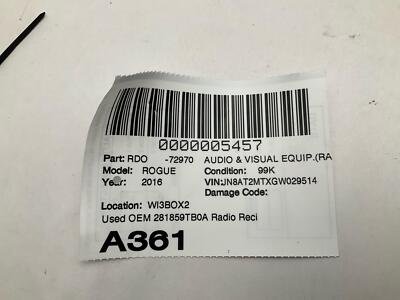 0000005457
Part: RDO -72970 AUDIO & VISUAL EQUIP.(RA
Model: ROGUE Condition: 99K
Year: 2016 VIN:JN8AT2MTXGW029514
Damage Code:
Location: WI3BOX2
Used OEM 281859TB0A Radio Reci
A361